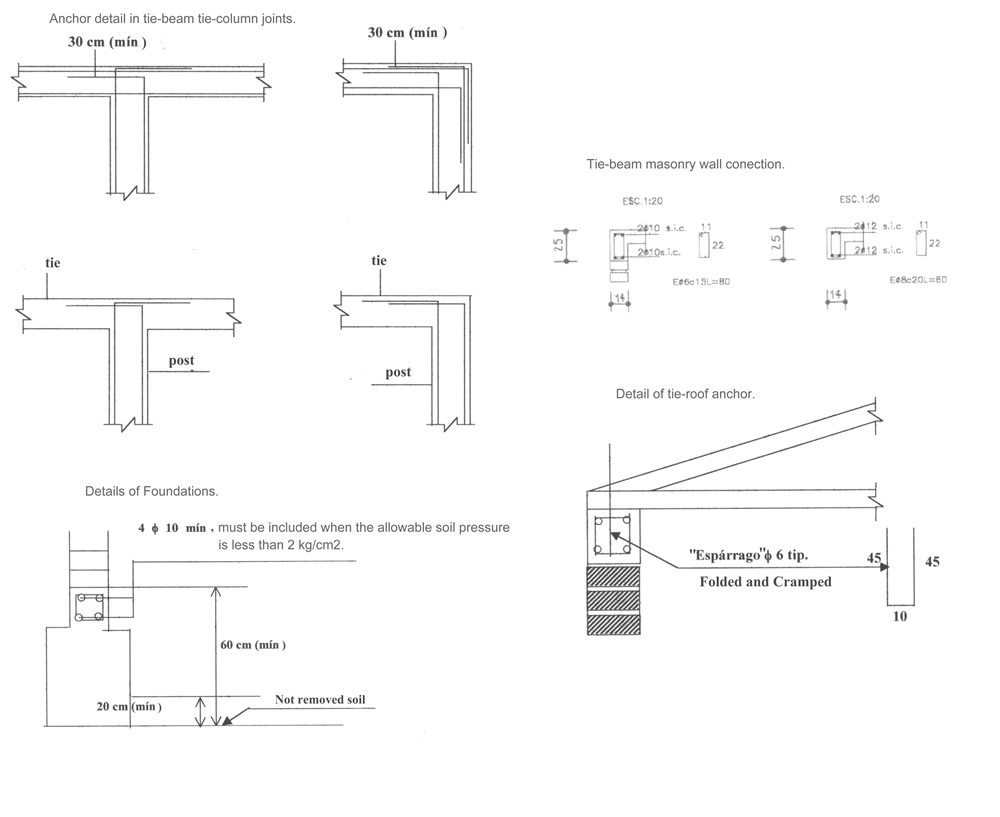 Anchor detail in tie-beam tie-column joints.
30 cm (mín )
30 cm (mín )
tie
post
tie
post
Details of Foundations.
4 ϕ 10 mín , must be included when the allowable soil pressure
is less than 2 kg/cm2.
60 cm (mín )
20 cm (mín)
Not removed soil
Tie-beam masonry wall conection.
ESC.1:20
25
2ø10 s.i.c.
2ø10s.i.c.
11
22
Eø6c15L=80
14
ESC.1:20
25
2ø12 s.i.c.
2ø12 s.i.c.
11
22
Eø8c20L=80
14
Detail of tie-roof anchor.
"Espárrago"ϕ 6 tip.
Folded and Cramped
45
45
10